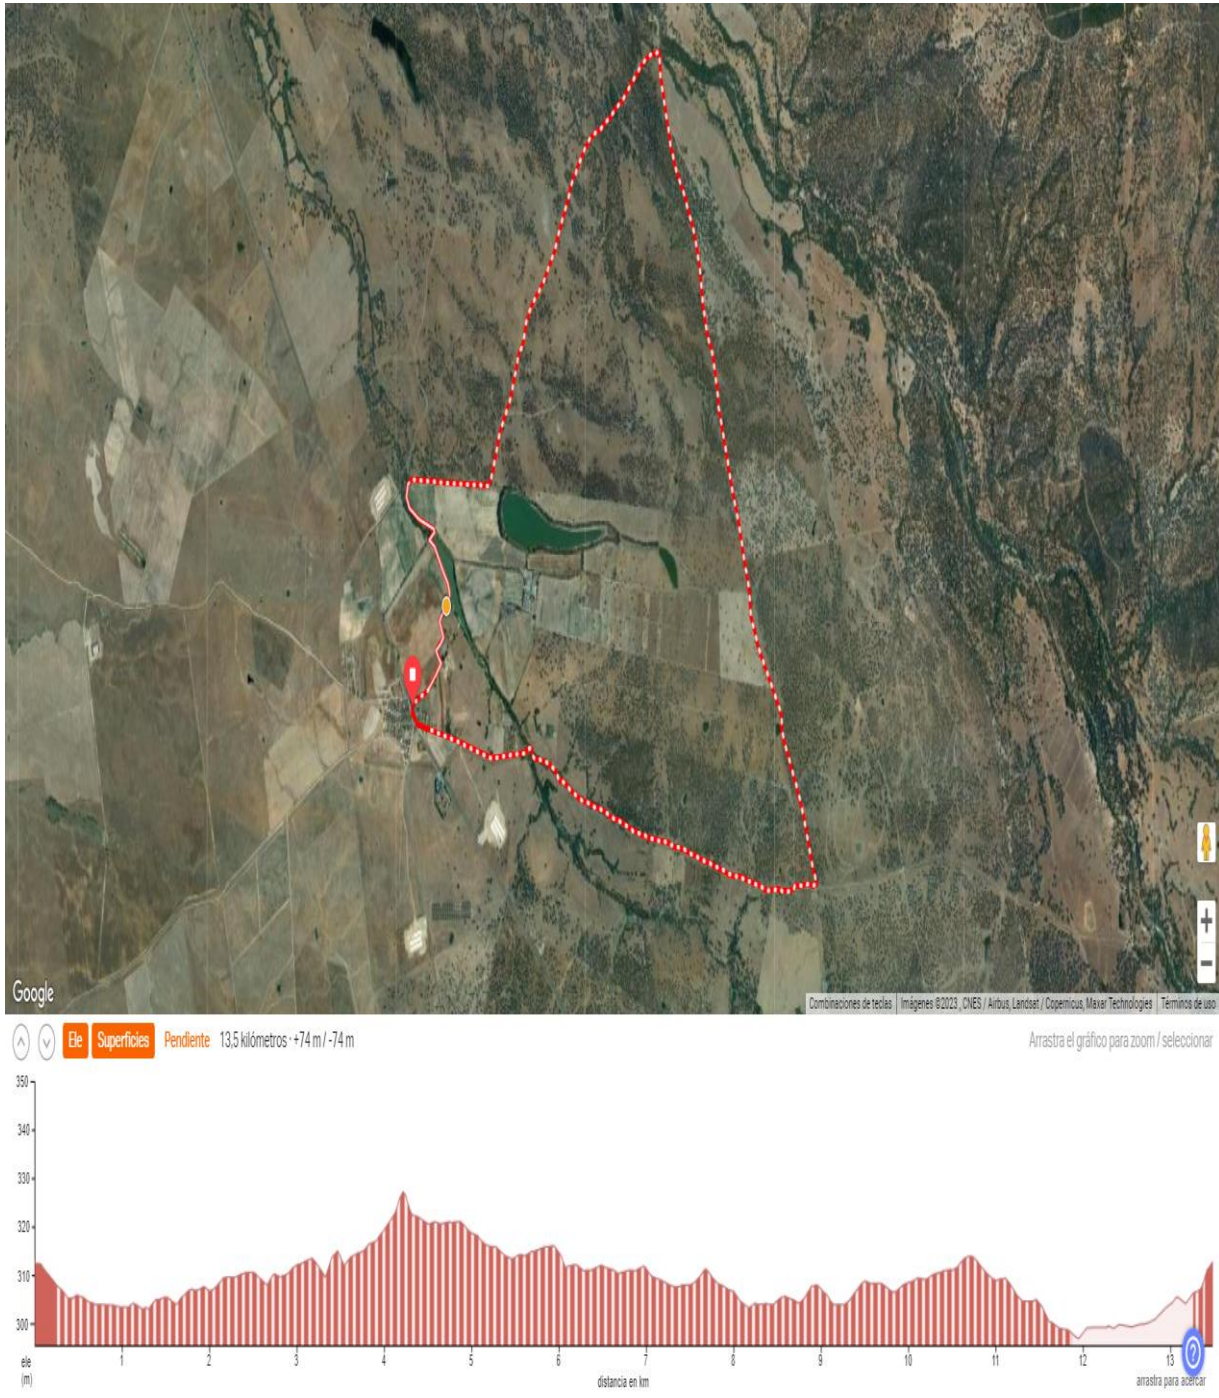 Google
Combinaciones de teclas
Imágenes ©2023 , CNES / Airbus, Landsat / Copernicus, Maxar Technologies
Términos de uso
Ele
Superficies
Pendiente
13,5 kilómetros · +74 m / -74 m
Arrastra el gráfico para zoom / seleccionar
350
340
330
320
310
300
ele
(m)
1 2 3 4 5 6 7 8 9 10 11 12 13
distancia en km
arrastra para acercar